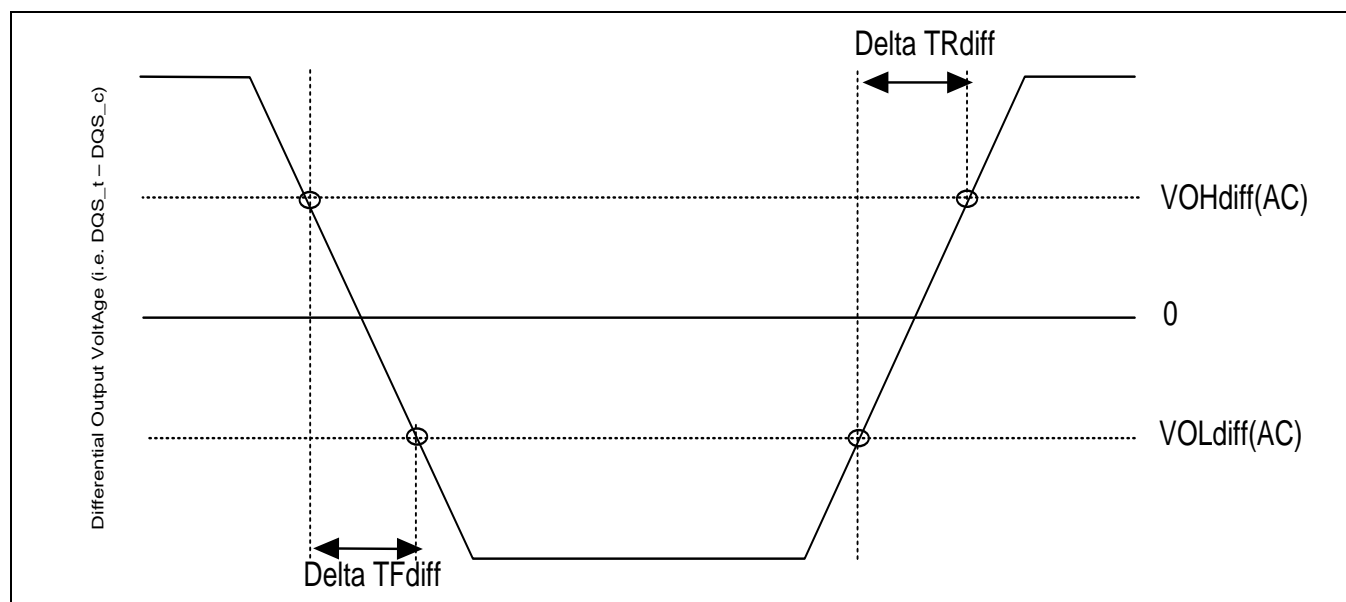 Delta TRdiff
Differential Output VoltAge (i.e. DQS_t – DQS_c)
VOHdiff(AC)
0
VOLdiff(AC)
Delta TFdiff